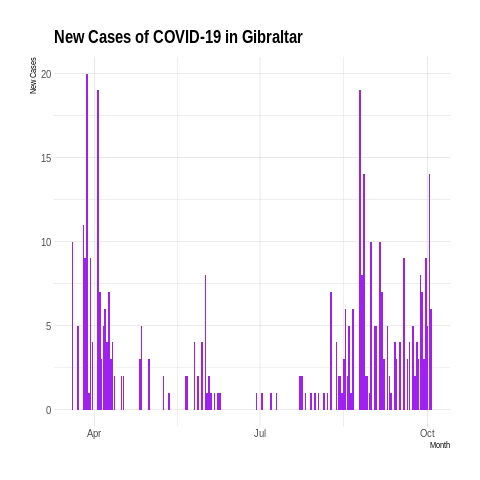 New Cases of COVID-19 in Gibraltar
New Cases
20
15
10
5
0
Apr
Jul
Oct
Month